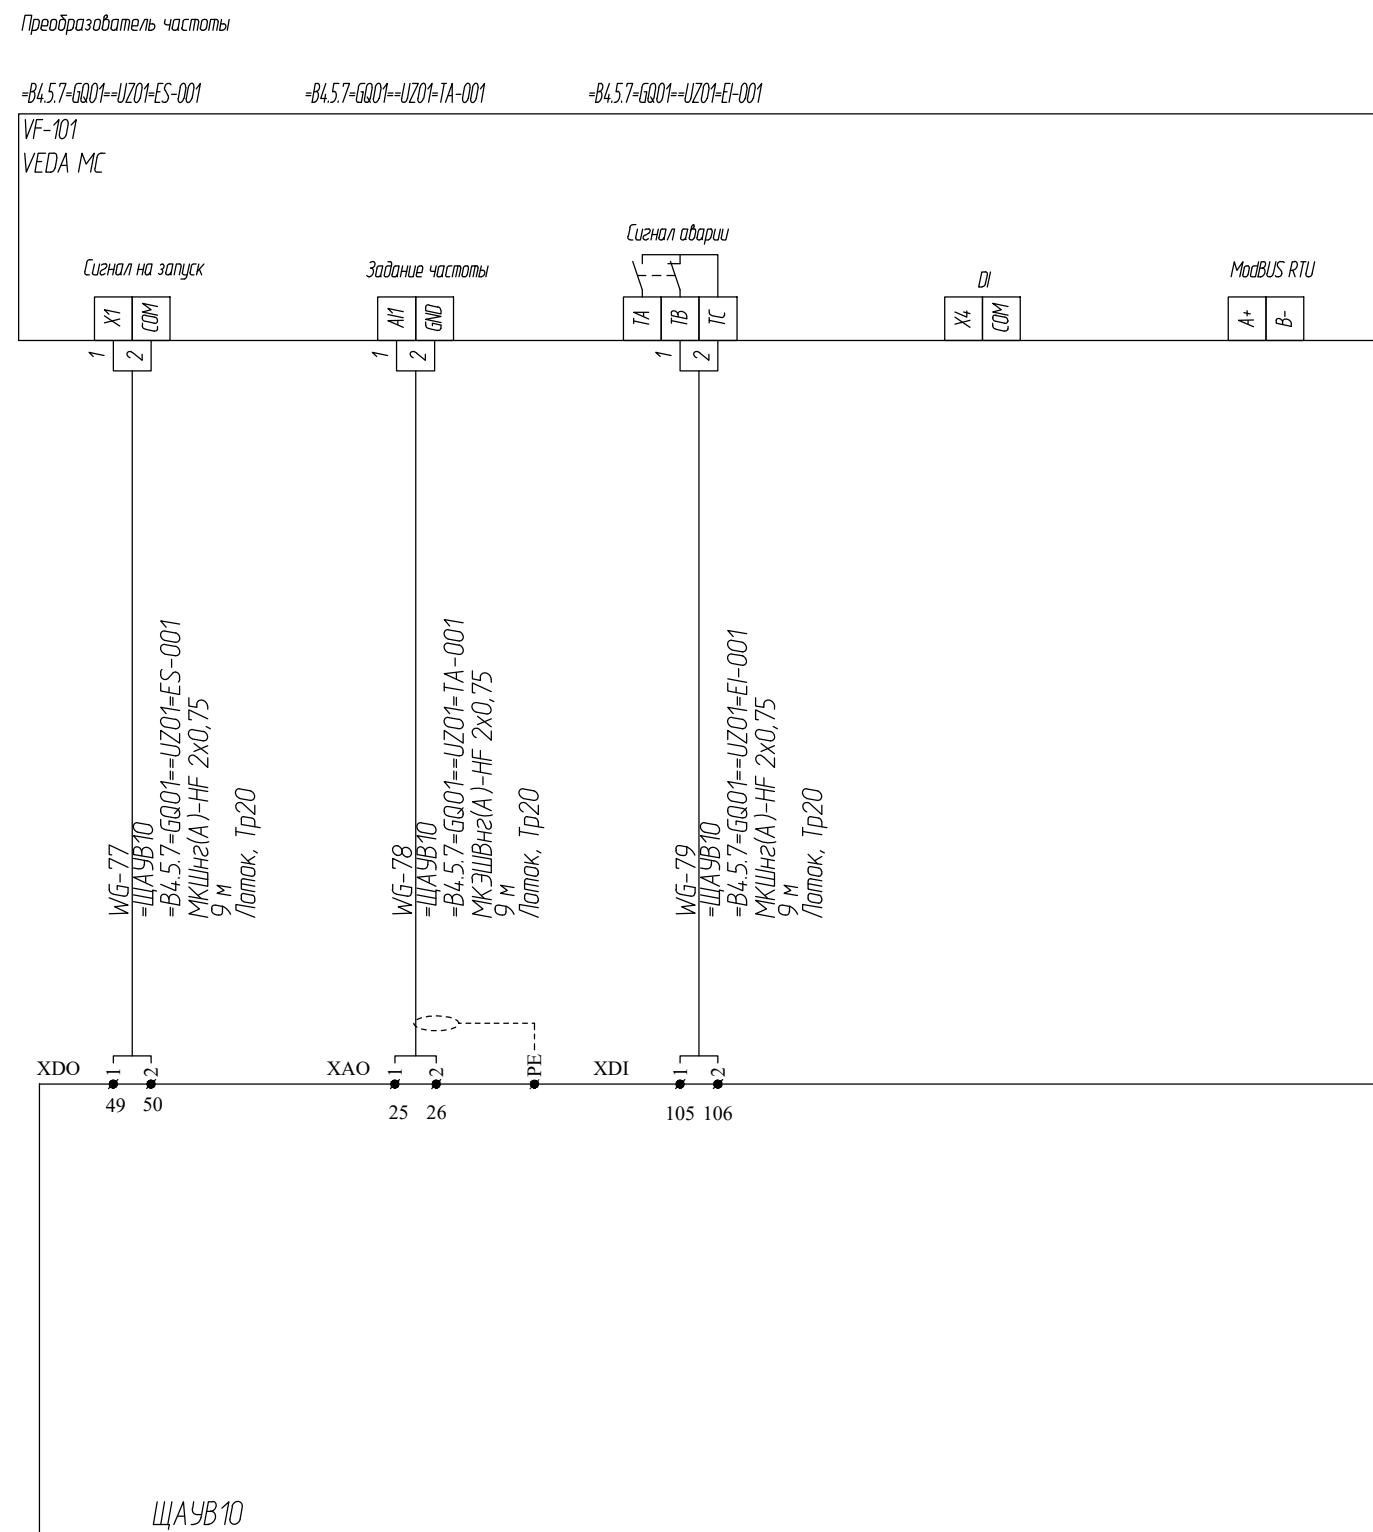 Преобразователь частоты
=B4.5.7=GQ01==UZ01=ES-001
=B4.5.7=GQ01==UZ01=TA-001
=B4.5.7=GQ01==UZ01=EI-001
VF-101
VEDA MC
Сигнал на запуск
Задание частоты
Сигнал аварии
DI
ModBUS RTU
X1
COM
AI1
GND
TA
TB
TC
X4
COM
A+
B-
1
2
1
2
1
2
WG-77
=ЩАУВ10
=B4.5.7=GQ01==UZ01=ES-001
МКШнг(А)-HF 2x0,75
9 м
Лоток, Тр20
WG-78
=ЩАУВ10
=B4.5.7=GQ01==UZ01=TA-001
МКЭШВнг(А)-HF 2x0,75
9 м
Лоток, Тр20
WG-79
=ЩАУВ10
=B4.5.7=GQ01==UZ01=EI-001
МКШнг(А)-HF 2x0,75
9 м
Лоток, Тр20
XDO
1
2
XAO
1
2
PE
XDI
1
2
49
50
25
26
105
106
ЩАУВ10